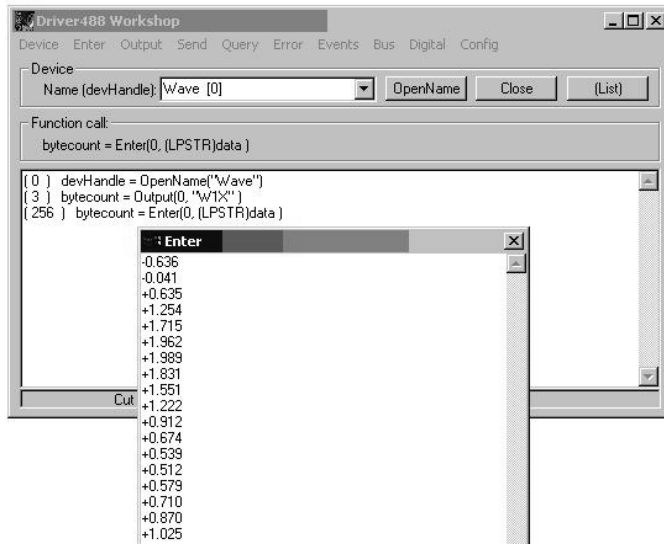 Driver488 Workshop
Device Enter Output Send Query Error Events Bus Digital Config
Device
Name (devHandle): Wave [0] OpenName Close (List)
Function call:
bytecount = Enter(0, (LPSTR)data )
( 0 ) devHandle = OpenName("Wave")
( 3 ) bytecount = Output(0, "W1X" )
( 256 ) bytecount = Enter(0, (LPSTR)data )
Enter
-0.636
-0.041
+0.635
+1.254
+1.715
+1.962
+1.989
+1.831
+1.551
Cut
+1.222
+0.912
+0.674
+0.539
+0.512
+0.579
+0.710
+0.870
+1.025